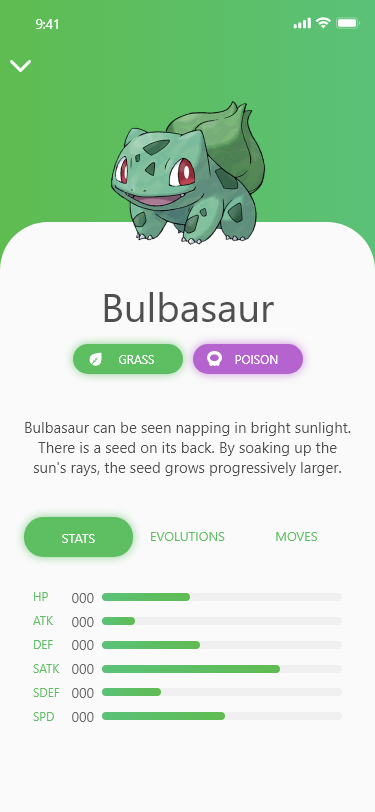 9:41
Bulbasaur
GRASS POISON
Bulbasaur can be seen napping in bright sunlight.
There is a seed on its back. By soaking up the
sun's rays, the seed grows progressively larger.
STATS EVOLUTIONS MOVES
HP 000
ATK 000
DEF 000
SATK 000
SDEF 000
SPD 000